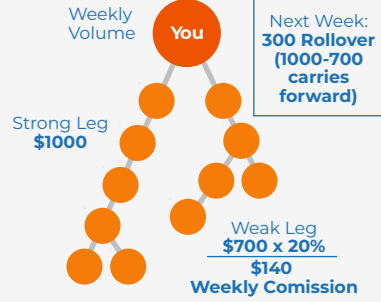 Weekly
Volume
You
Next Week:
300 Rollover
(1000-700
carries
forward)
Strong Leg
$1000
Weak Leg
$700 x 20%
$140
Weekly Comission